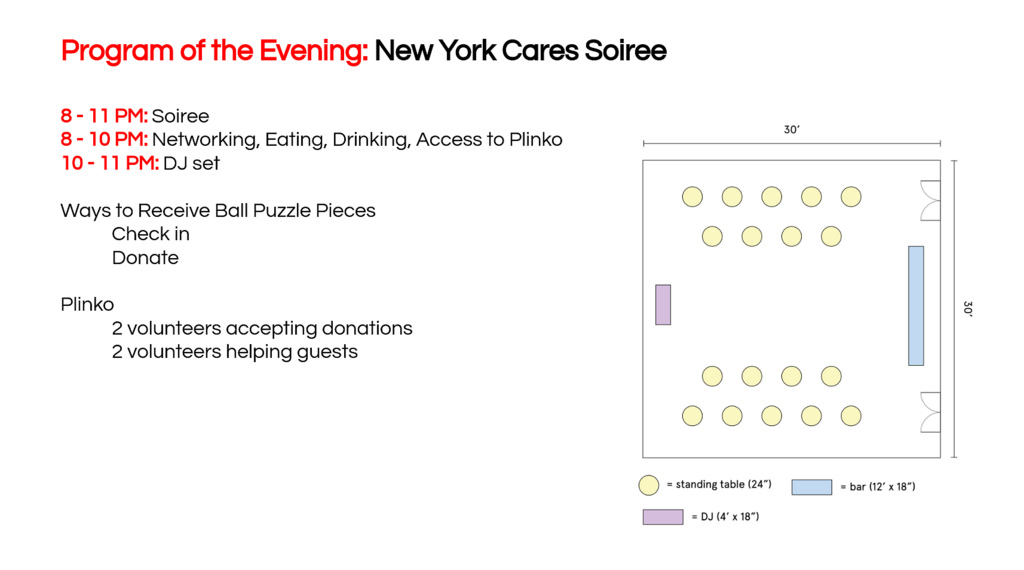 Program of the Evening: New York Cares Soiree
8 - 11 PM: Soiree
8 - 10 PM: Networking, Eating, Drinking, Access to Plinko
10 - 11 PM: DJ set
Ways to Receive Ball Puzzle Pieces
Check in
Donate
Plinko
2 volunteers accepting donations
2 volunteers helping guests
30’
30’
= standing table (24”)
= bar (12’ x 18”)
= DJ (4’ x 18”)